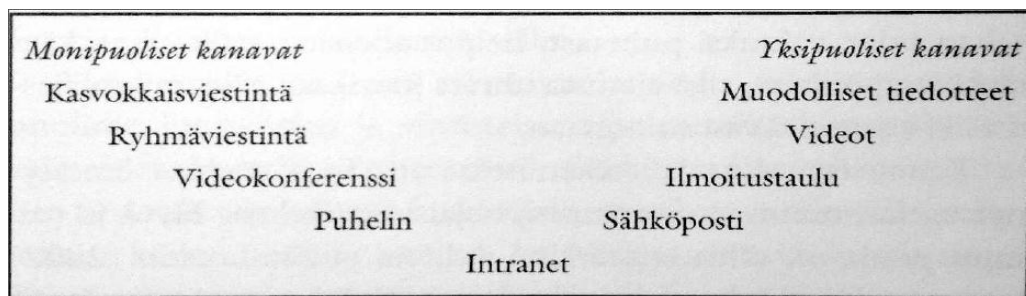 Monipuoliset kanavat Yksipuoliset kanavat
Kasvokkaisviestintä Muodolliset tiedotteet
Ryhmäviestintä Videot
Videokonferenssi Ilmoitustaulu
Puhelin Sähköposti
Intranet